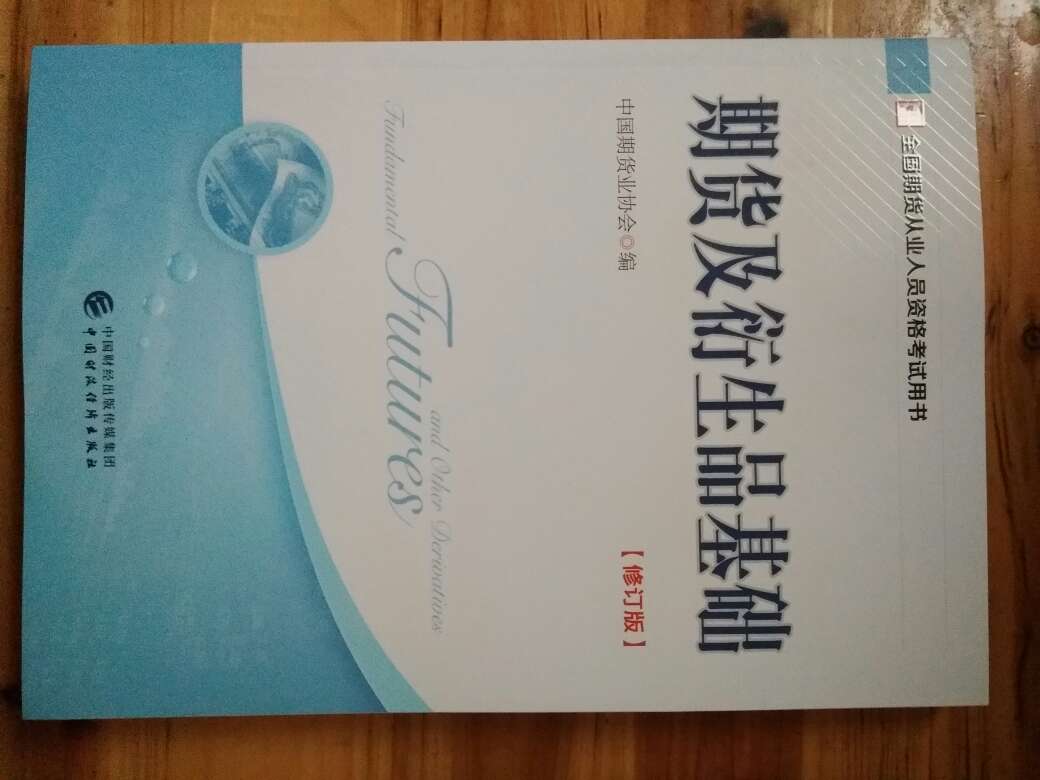 全国期货从业人员资格考试用书
期货及衍生品基础
【修订版】
中国期货业协会◎编
Fundamental
Futures
and Other Derivatives
中国财经出版传媒集团
中国财政经济出版社